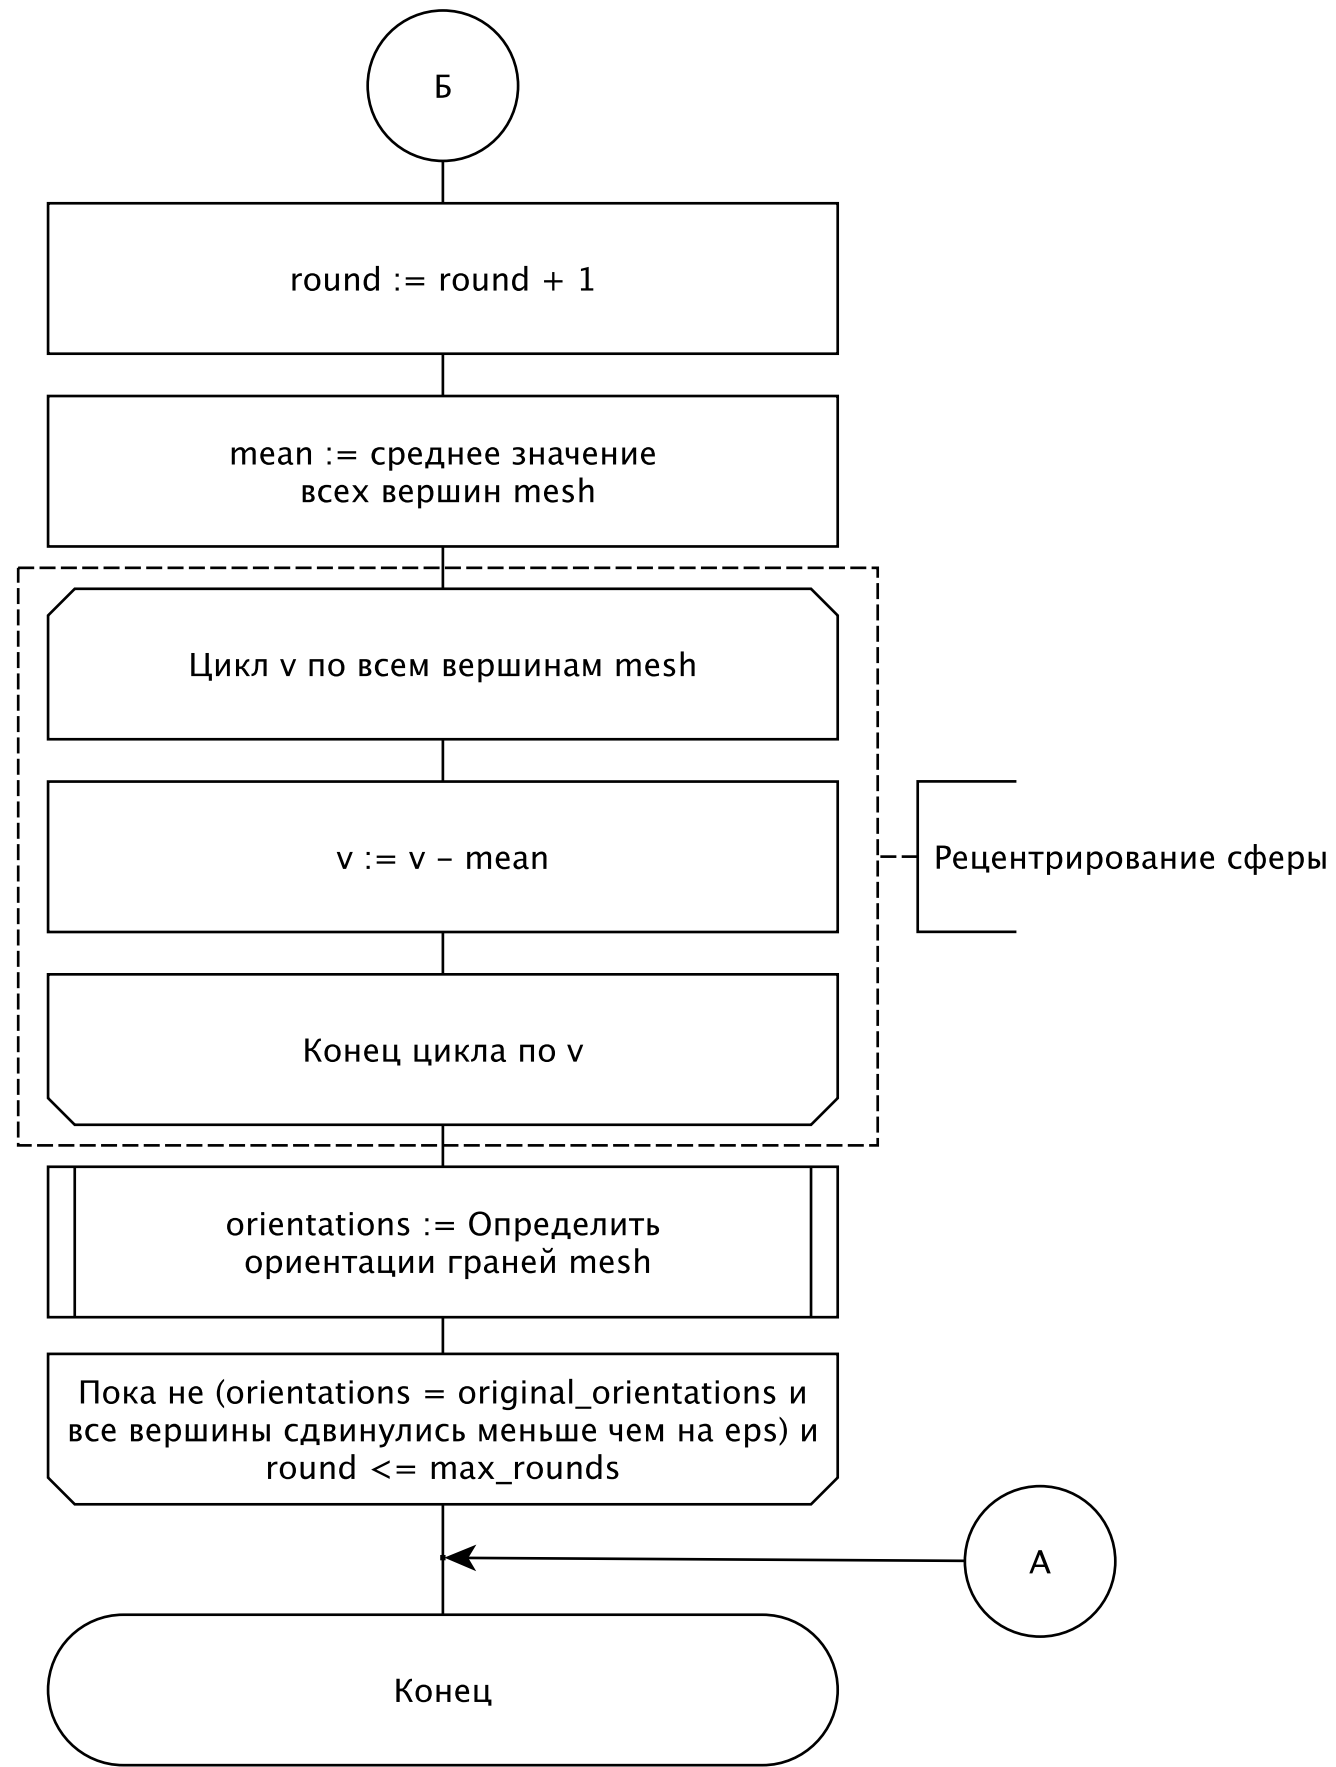 Б
round := round + 1
mean := среднее значение
всех вершин mesh
Цикл v по всем вершинам mesh
v := v – mean
Рецентрирование сферы
Конец цикла по v
orientations := Определить
ориентации граней mesh
Пока не (orientations = original_orientations и
все вершины сдвинулись меньше чем на eps) и
round <= max_rounds
А
Конец